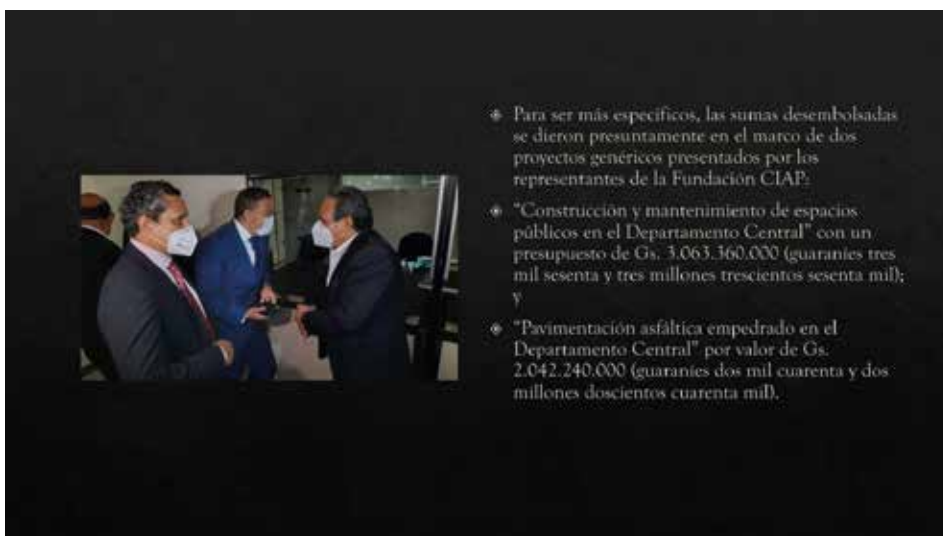 Para ser más específicos, las sumas desembolsadas
se dieron presuntamente en el marco de dos
proyectos genéricos presentados por los
representantes de la Fundación CIAP:
"Construcción y mantenimiento de espacios
públicos en el Departamento Central" con un
presupuesto de Gs. 3.063.360.000 (guaraníes tres
mil sesenta y tres millones trescientos sesenta mil);
y
"Pavimentación asfáltica empedrado en el
Departamento Central" por valor de Gs.
2.042.240.000 (guaraníes dos mil cuarenta y dos
millones doscientos cuarenta mil).